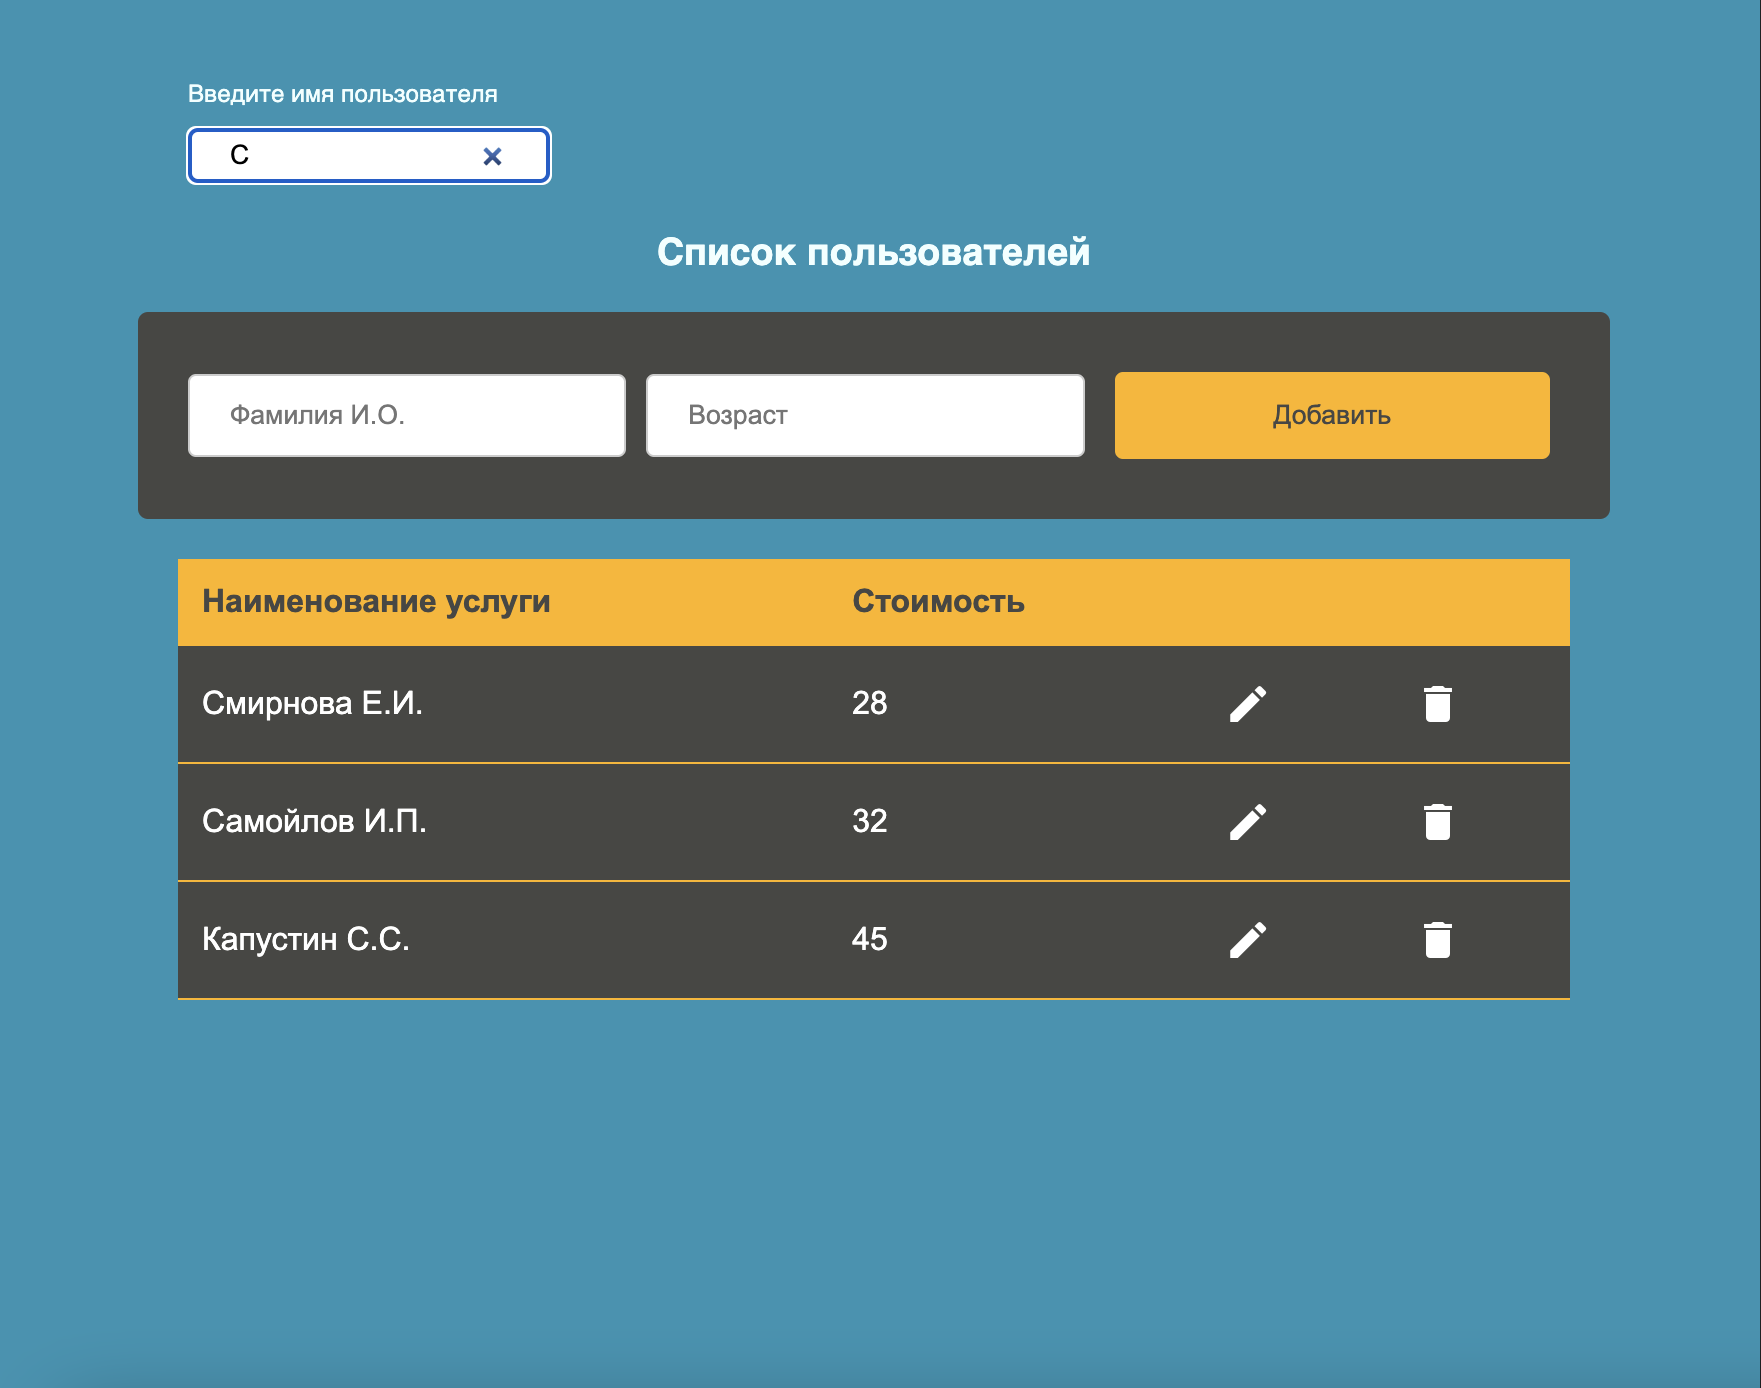 Введите имя пользователя
С
Список пользователей
Фамилия И.О. Возраст Добавить
Наименование услуги Стоимость
Смирнова Е.И. 28
Самойлов И.П. 32
Капустин С.С. 45